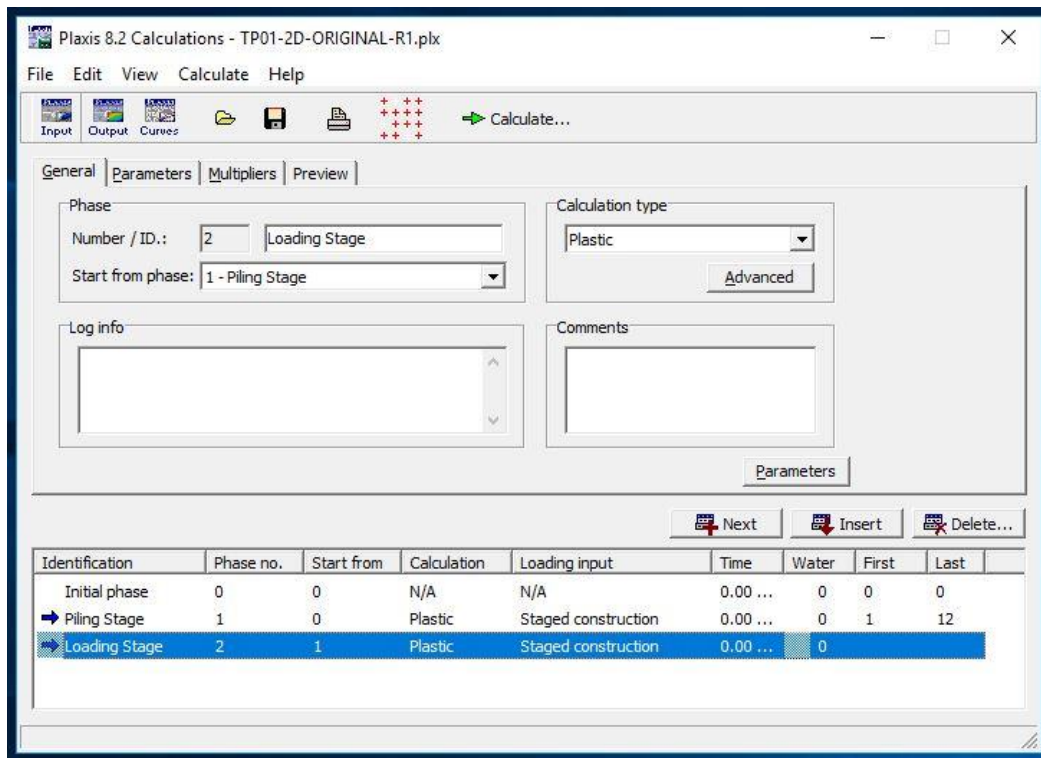 Plaxis 8.2 Calculations - TP01-2D-ORIGINAL-R1.plx
File Edit View Calculate Help
PLAXIS PLAXIS PLAXIS
Input Output Curves Calculate...
General Parameters Multipliers Preview
Phase
Number / ID.: 2 Loading Stage
Start from phase: 1 - Piling Stage
Calculation type
Plastic
Advanced
Log info
Comments
Parameters
Next Insert Delete...
Identification Phase no. Start from Calculation Loading input Time Water First Last
Initial phase 0 0 N/A N/A 0.00 ... 0 0 0
Piling Stage 1 0 Plastic Staged construction 0.00 ... 0 1 12
Loading Stage 2 1 Plastic Staged construction 0.00 ... 0